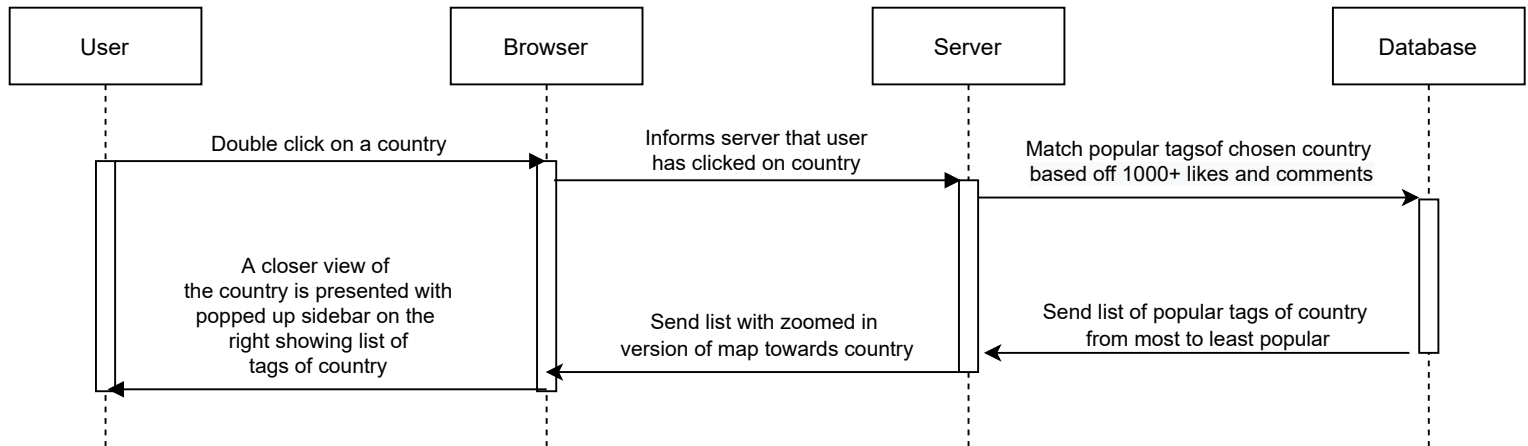 User
Browser
Server
Database
Double click on a country
Informs server that user
has clicked on country
Match popular tagsof chosen country
based off 1000+ likes and comments
A closer view of
the country is presented with
popped up sidebar on the
right showing list of
tags of country
Send list with zoomed in
version of map towards country
Send list of popular tags of country
from most to least popular